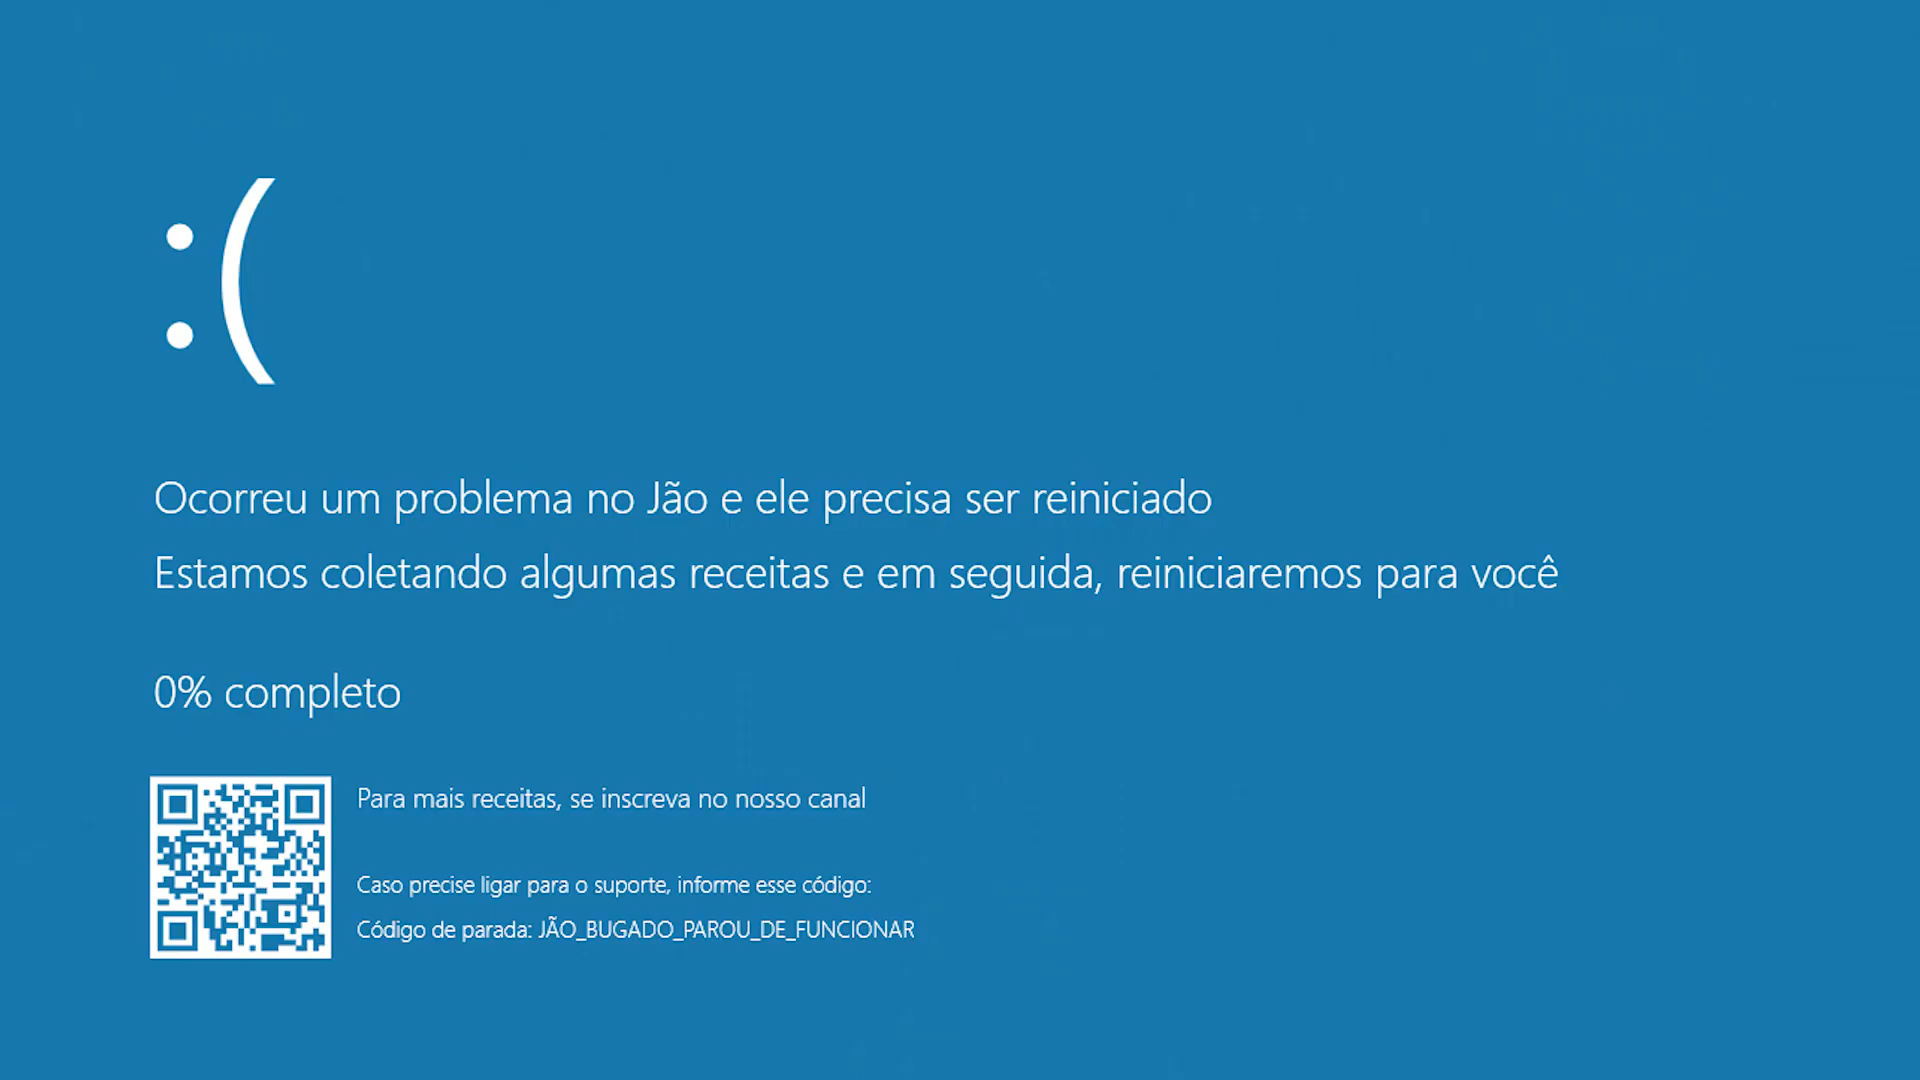 :(
Ocorreu um problema no Jão e ele precisa ser reiniciado
Estamos coletando algumas receitas e em seguida, reiniciaremos para você
0% completo
Para mais receitas, se inscreva no nosso canal
Caso precise ligar para o suporte, informe esse código:
Código de parada: JÃO_BUGADO_PAROU_DE_FUNCIONAR